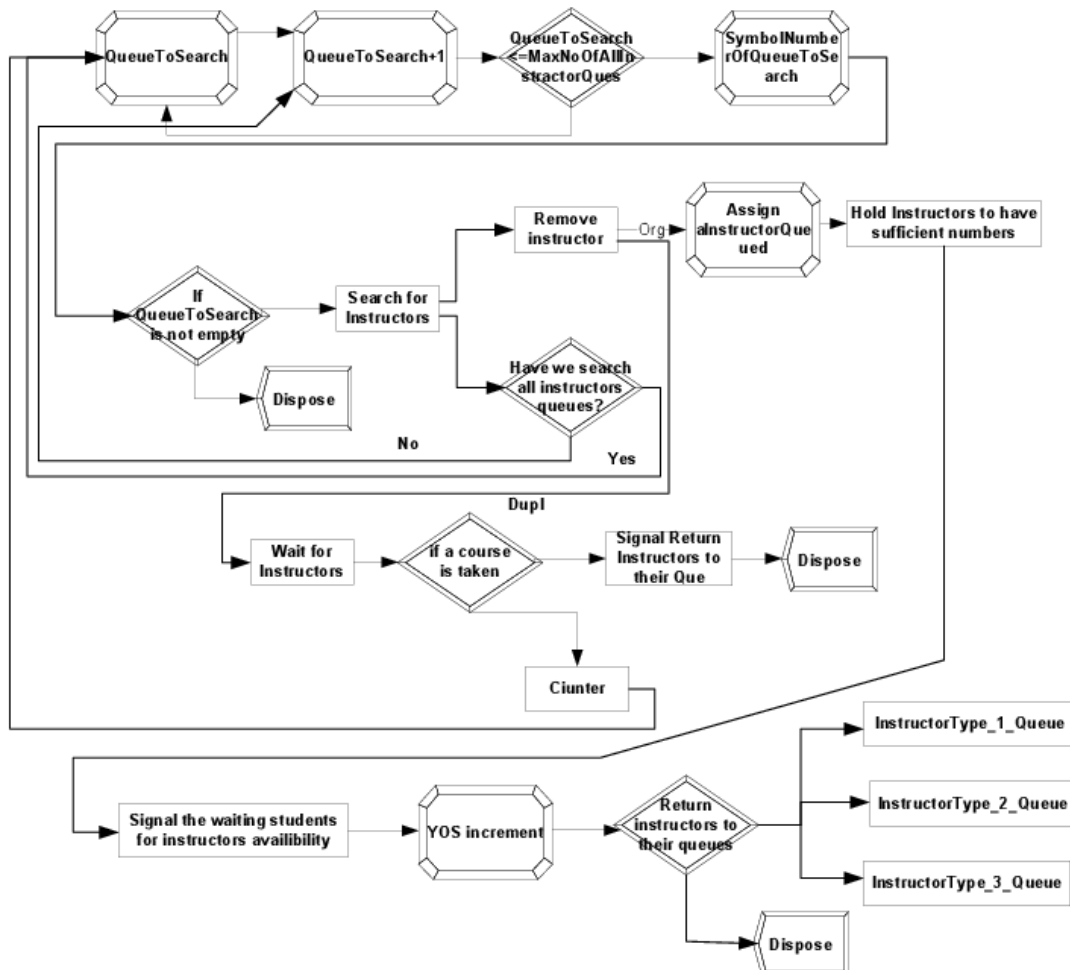 QueueToSearch
QueueToSearch+1
QueueToSearch
<=MaxNoOfAllIn
stractorQues
SymbolNumbe
rOfQueueToSe
arch
Remove
instructor
Org
Assign
aInstructorQue
ued
Hold Instructors to have
sufficient numbers
If
QueueToSearch
is not empty
Search for
Instructors
Have we search
all instructors
queues?
Dispose
No
Yes
Dupl
Wait for
Instructors
if a course
is taken
Signal Return
Instructors to
their Que
Dispose
Ciunter
InstructorType_1_Queue
Signal the waiting students
for instructors availibility
YOS increment
Return
instructors to
their queues
InstructorType_2_Queue
InstructorType_3_Queue
Dispose